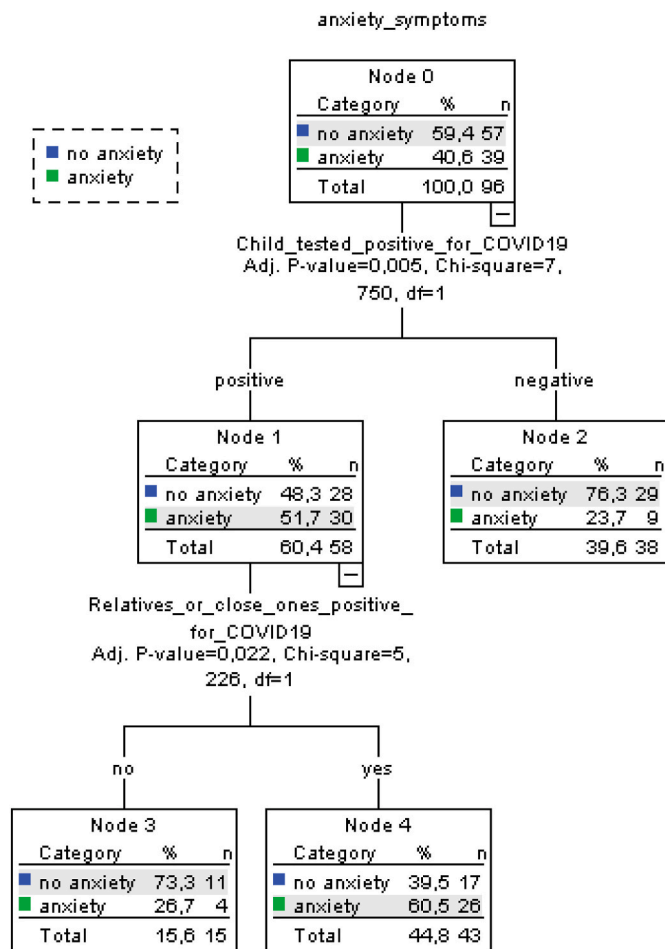 anxiety_symptoms
no anxiety
anxiety
Node 0
Category % n
no anxiety 59,4 57
anxiety 40,6 39
Total 100,0 96
Child_tested_positive_for_COVID19
Adj. P-value=0,005, Chi-square=7,
750, df=1
positive
negative
Node 1
Category % n
no anxiety 48,3 28
anxiety 51,7 30
Total 60,4 58
Node 2
Category % n
no anxiety 76,3 29
anxiety 23,7 9
Total 39,6 38
Relatives_or_close_ones_positive_
for_COVID19
Adj. P-value=0,022, Chi-square=5,
226, df=1
no
yes
Node 3
Category % n
no anxiety 73,3 11
anxiety 26,7 4
Total 15,6 15
Node 4
Category % n
no anxiety 39,5 17
anxiety 60,5 26
Total 44,8 43